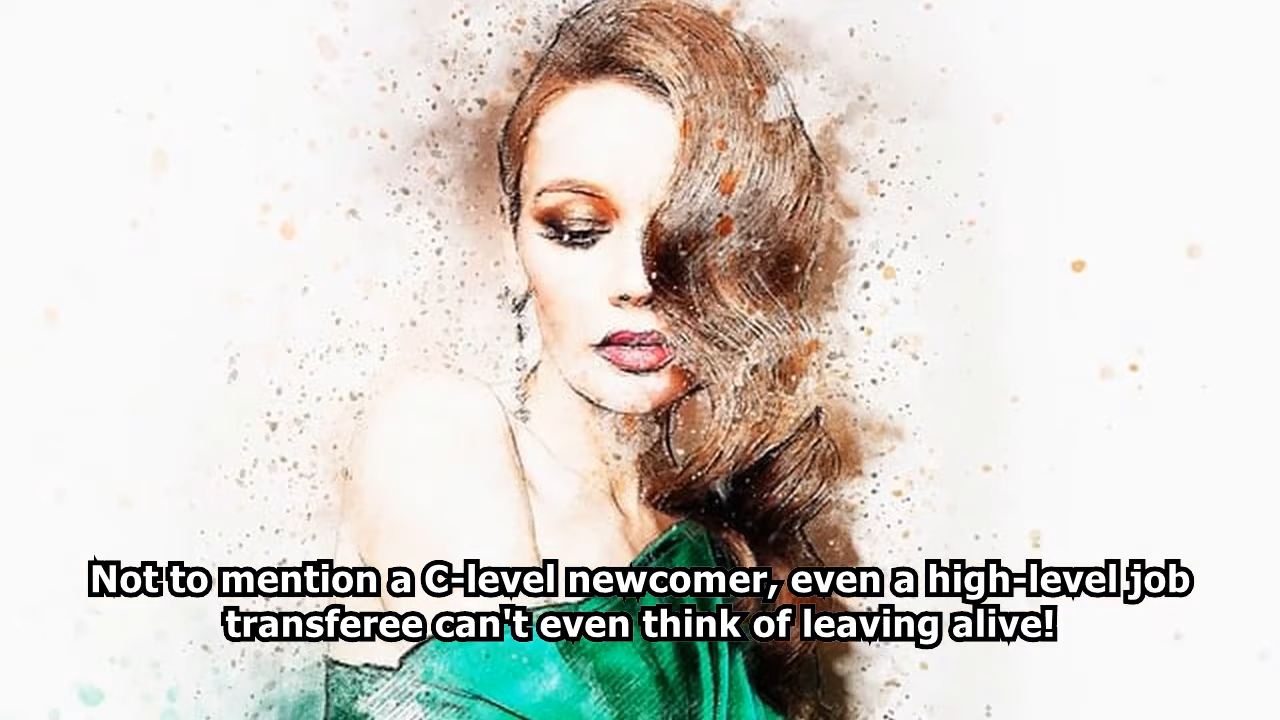 Not to mention a C-level newcomer, even a high-level job
transferee can't even think of leaving alive!